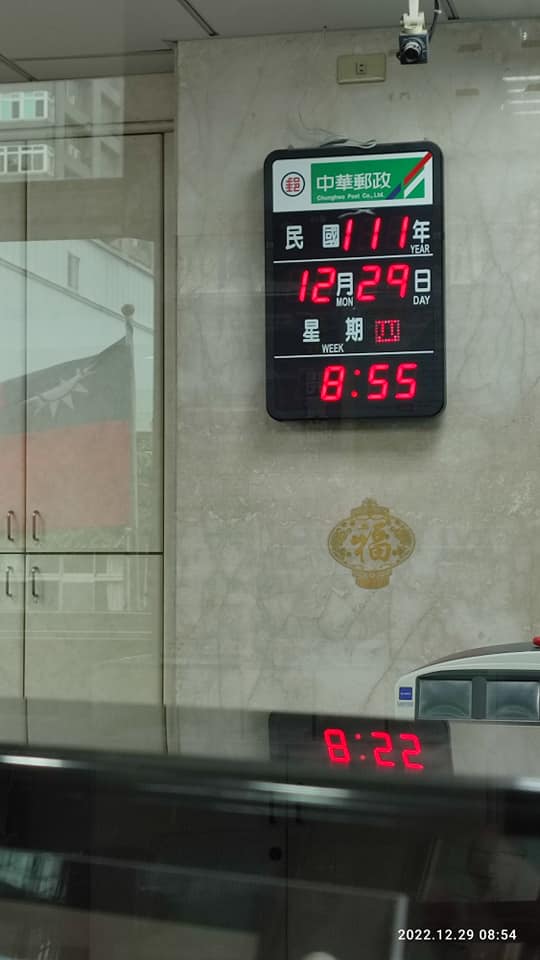 郵 中華郵政
Chunghwa Post Co., Ltd.
民國111年
YEAR
12月29日
MON DAY
星期四
WEEK
8:55
福
8:22
2022.12.29 08:54